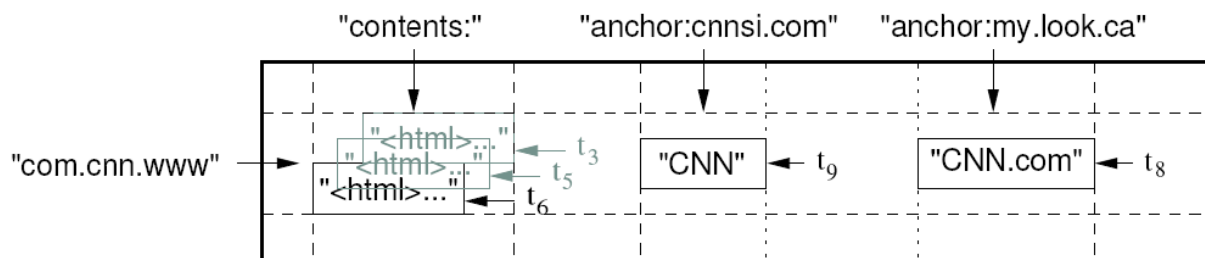 "contents:" "anchor:cnnsi.com" "anchor:my.look.ca"
"<html>..." t3
"com.cnn.www" "<html>..." t5 "CNN" t9 "CNN.com" t8
"<html>..." t6